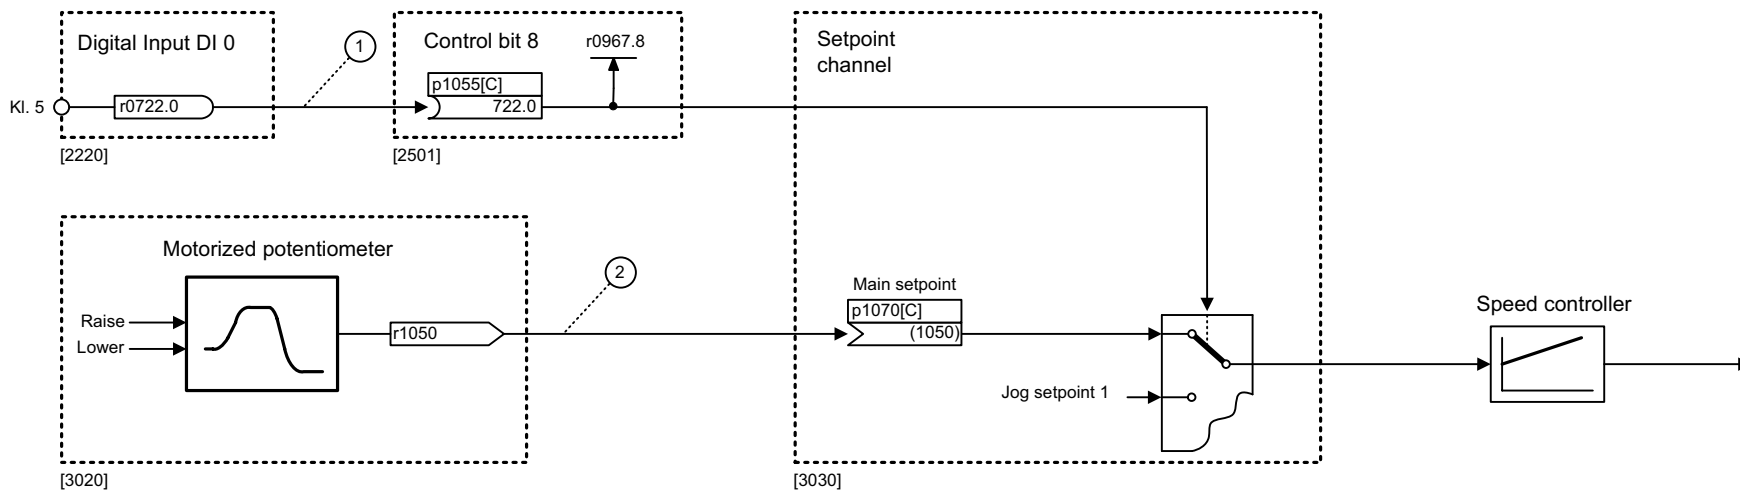 Digital Input DI 0
1
Control bit 8
r0967.8
Setpoint
channel
Kl. 5
r0722.0
p1055[C]
722.0
[2220]
[2501]
Motorized potentiometer
2
Raise
Lower
r1050
Main setpoint
p1070[C]
(1050)
Jog setpoint 1
Speed controller
[3020]
[3030]